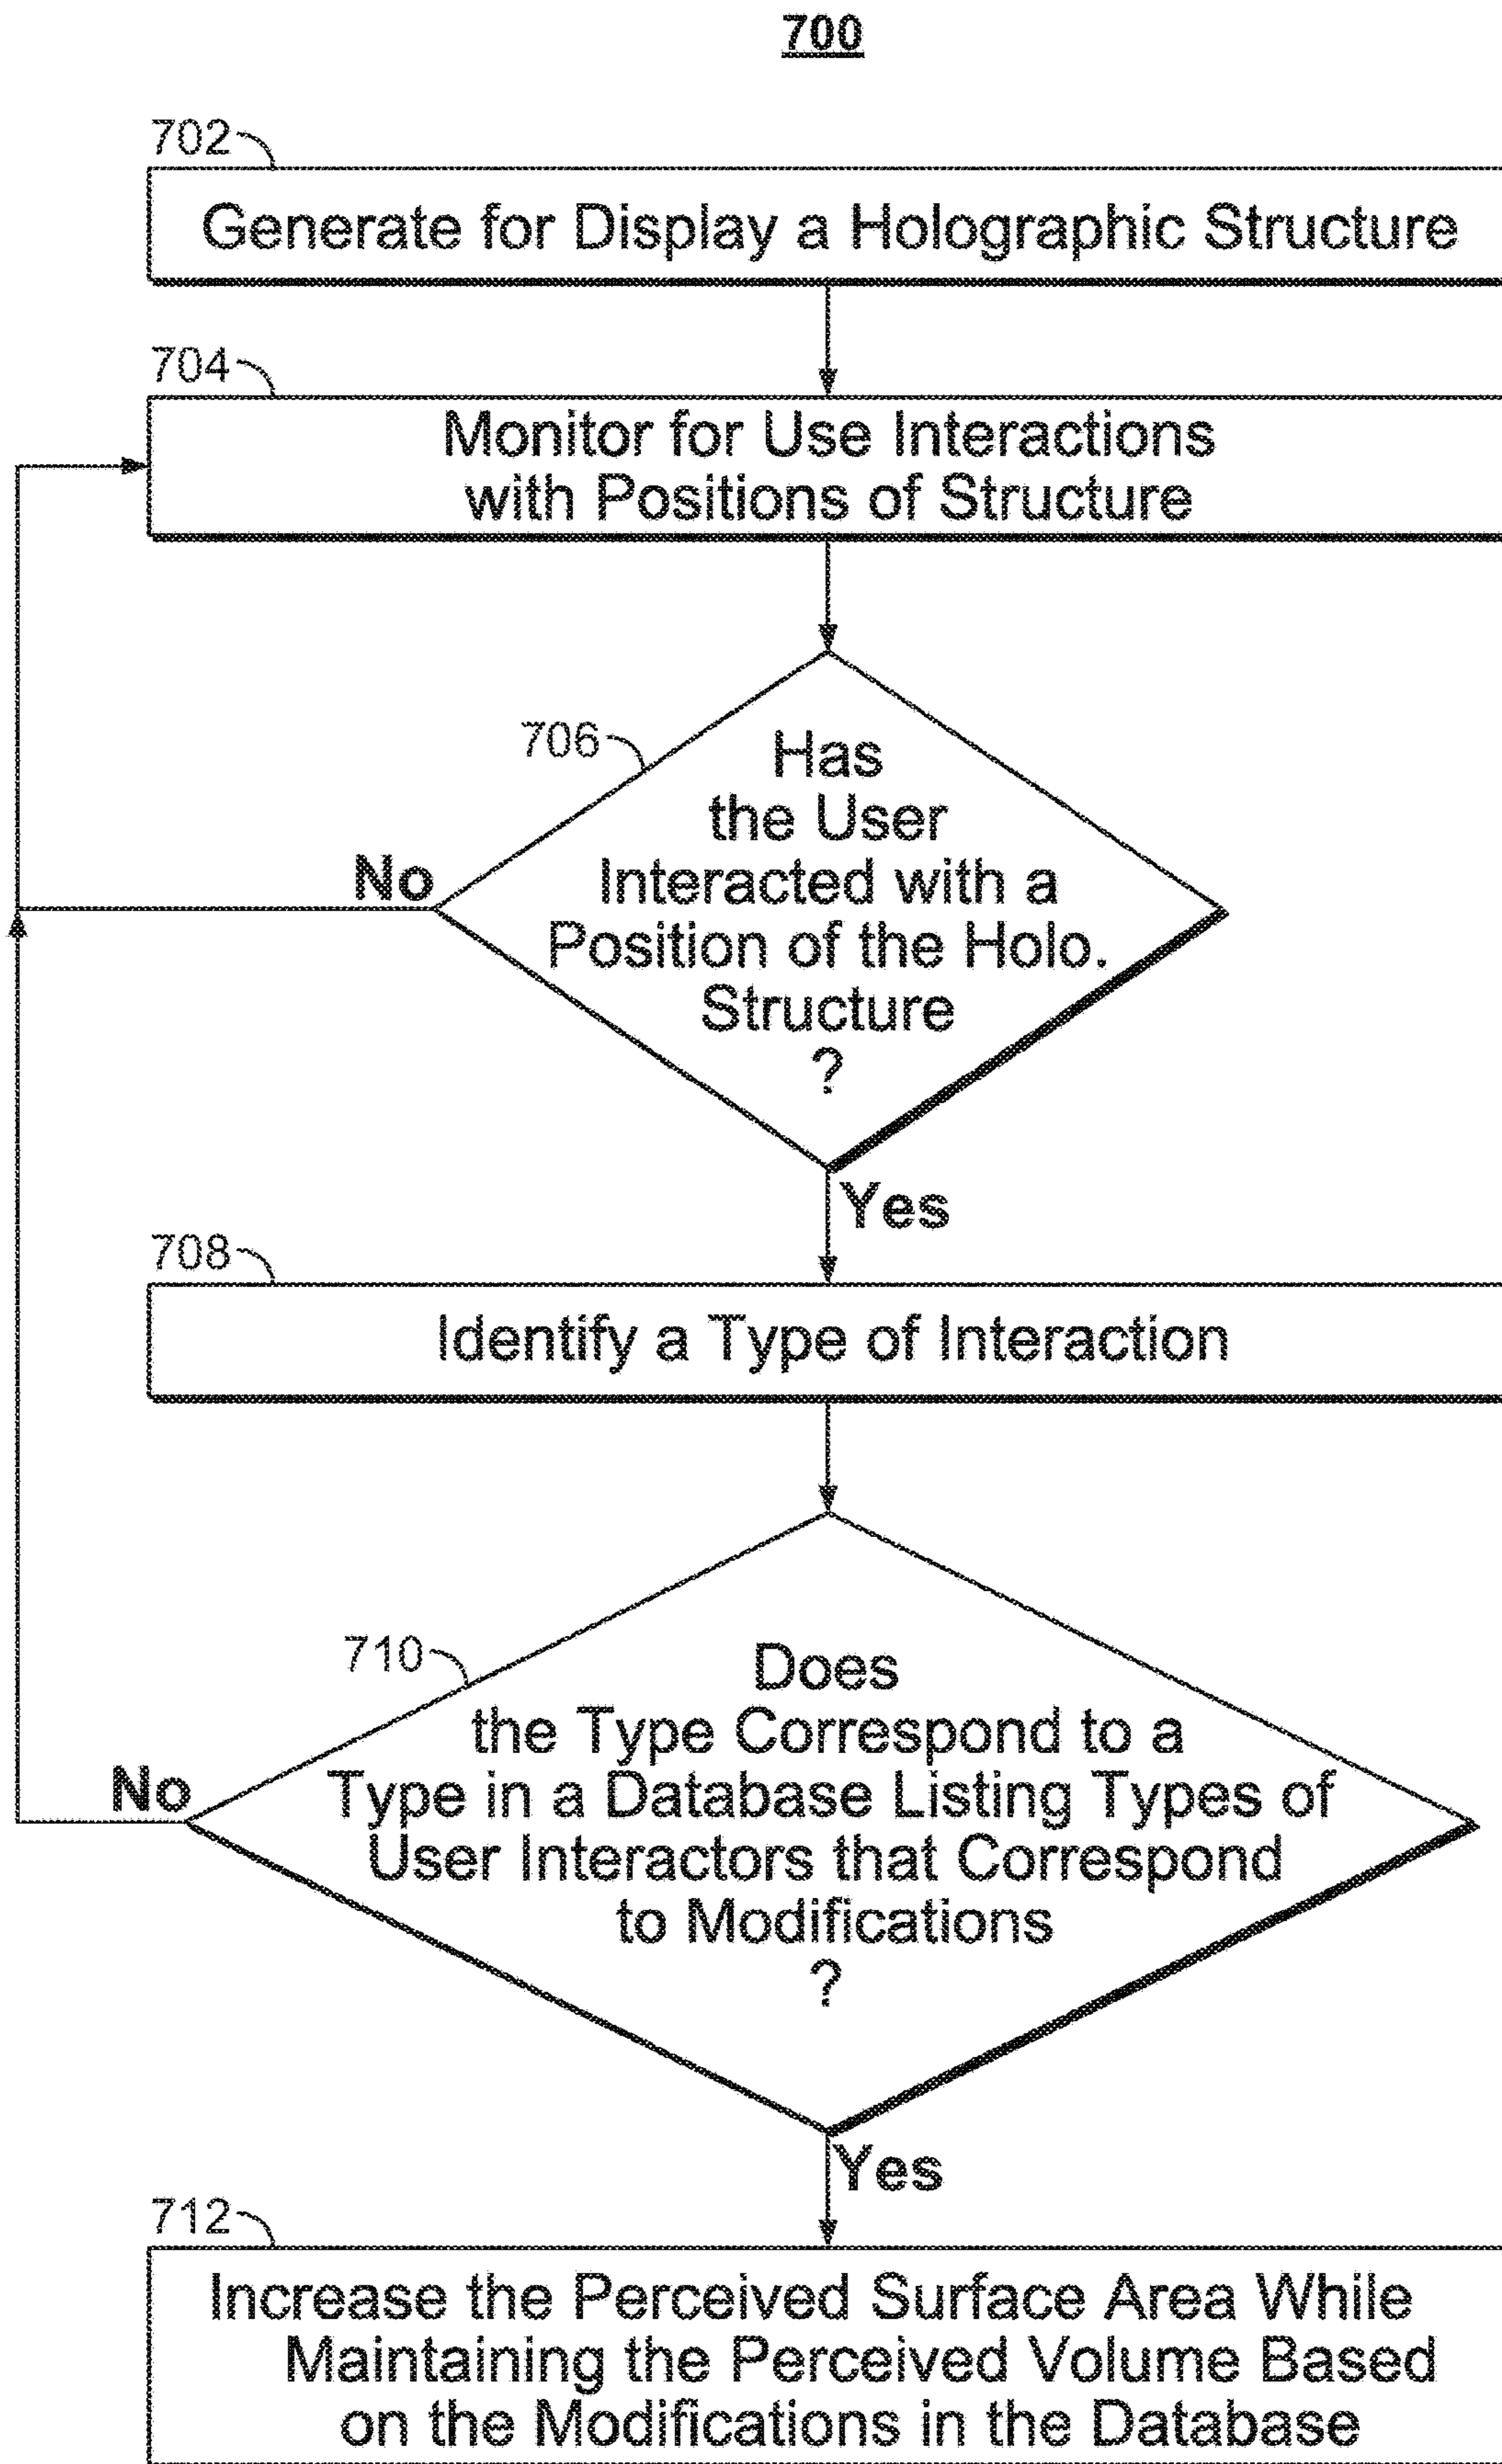 700
702
Generate for Display a Holographic Structure
704
Monitor for Use Interactions
with Positions of Structure
706
Has
the User
Interacted with a
Position of the Holo.
Structure
?
No
Yes
708
Identify a Type of Interaction
710
Does
the Type Correspond to a
Type in a Database Listing Types of
User Interactors that Correspond
to Modifications
?
No
Yes
712
Increase the Perceived Surface Area While
Maintaining the Perceived Volume Based
on the Modifications in the Database